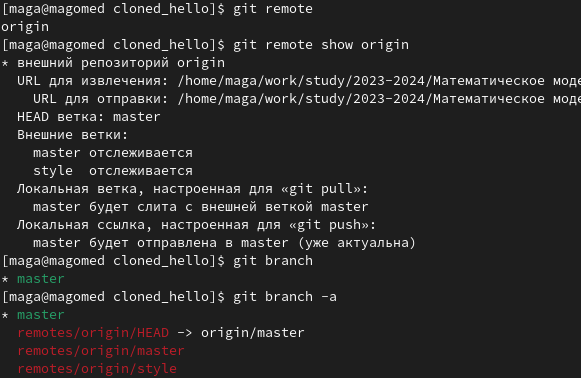 [maga@magomed cloned_hello]$ git remote
origin
[maga@magomed cloned_hello]$ git remote show origin
* внешний репозиторий origin
  URL для извлечения: /home/maga/work/study/2023-2024/Математическое моде
    URL для отправки: /home/maga/work/study/2023-2024/Математическое моде
  HEAD ветка: master
  Внешние ветки:
    master отслеживается
    style  отслеживается
  Локальная ветка, настроенная для «git pull»:
    master будет слита с внешней веткой master
  Локальная ссылка, настроенная для «git push»:
    master будет отправлена в master (уже актуальна)
[maga@magomed cloned_hello]$ git branch
* master
[maga@magomed cloned_hello]$ git branch -a
* master
  remotes/origin/HEAD -> origin/master
  remotes/origin/master
  remotes/origin/style